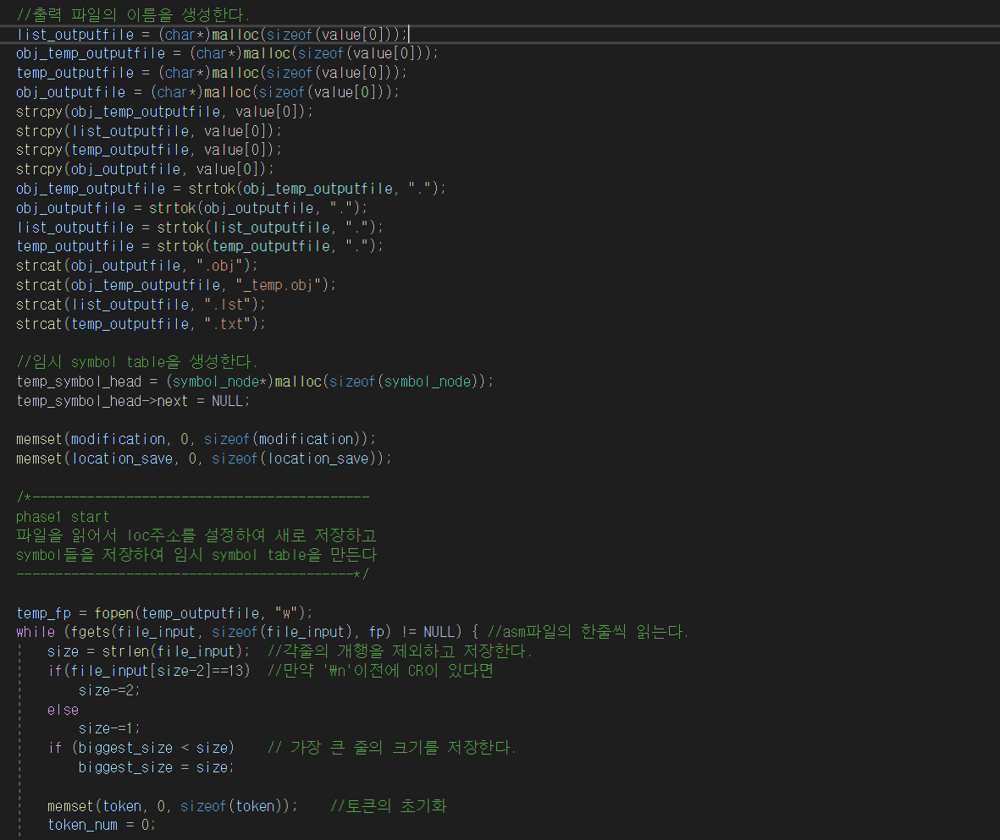 //출력 파일의 이름을 생성한다.
list_outputfile = (char*)malloc(sizeof(value[0]));
obj_temp_outputfile = (char*)malloc(sizeof(value[0]));
temp_outputfile = (char*)malloc(sizeof(value[0]));
obj_outputfile = (char*)malloc(sizeof(value[0]));
strcpy(obj_temp_outputfile, value[0]);
strcpy(list_outputfile, value[0]);
strcpy(temp_outputfile, value[0]);
strcpy(obj_outputfile, value[0]);
obj_temp_outputfile = strtok(obj_temp_outputfile, ".");
obj_outputfile = strtok(obj_outputfile, ".");
list_outputfile = strtok(list_outputfile, ".");
temp_outputfile = strtok(temp_outputfile, ".");
strcat(obj_outputfile, ".obj");
strcat(obj_temp_outputfile, "_temp.obj");
strcat(list_outputfile, ".lst");
strcat(temp_outputfile, ".txt");

//임시 symbol table을 생성한다.
temp_symbol_head = (symbol_node*)malloc(sizeof(symbol_node));
temp_symbol_head->next = NULL;

memset(modification, 0, sizeof(modification));
memset(location_save, 0, sizeof(location_save));

/*-------------------------------------------
phase1 start
파일을 읽어서 loc주소를 설정하여 새로 저장하고
symbol들을 저장하여 임시 symbol table을 만든다
-------------------------------------------*/

temp_fp = fopen(temp_outputfile, "w");
while (fgets(file_input, sizeof(file_input), fp) != NULL) { //asm파일의 한줄씩 읽는다.
    size = strlen(file_input);  //각줄의 개행을 제외하고 저장한다.
    if(file_input[size-2]==13)  //만약 '₩n'이전에 CR이 있다면
        size-=2;
    else
        size-=1;
    if (biggest_size < size)    // 가장 큰 줄의 크기를 저장한다.
        biggest_size = size;

    memset(token, 0, sizeof(token));    //토큰의 초기화
    token_num = 0;